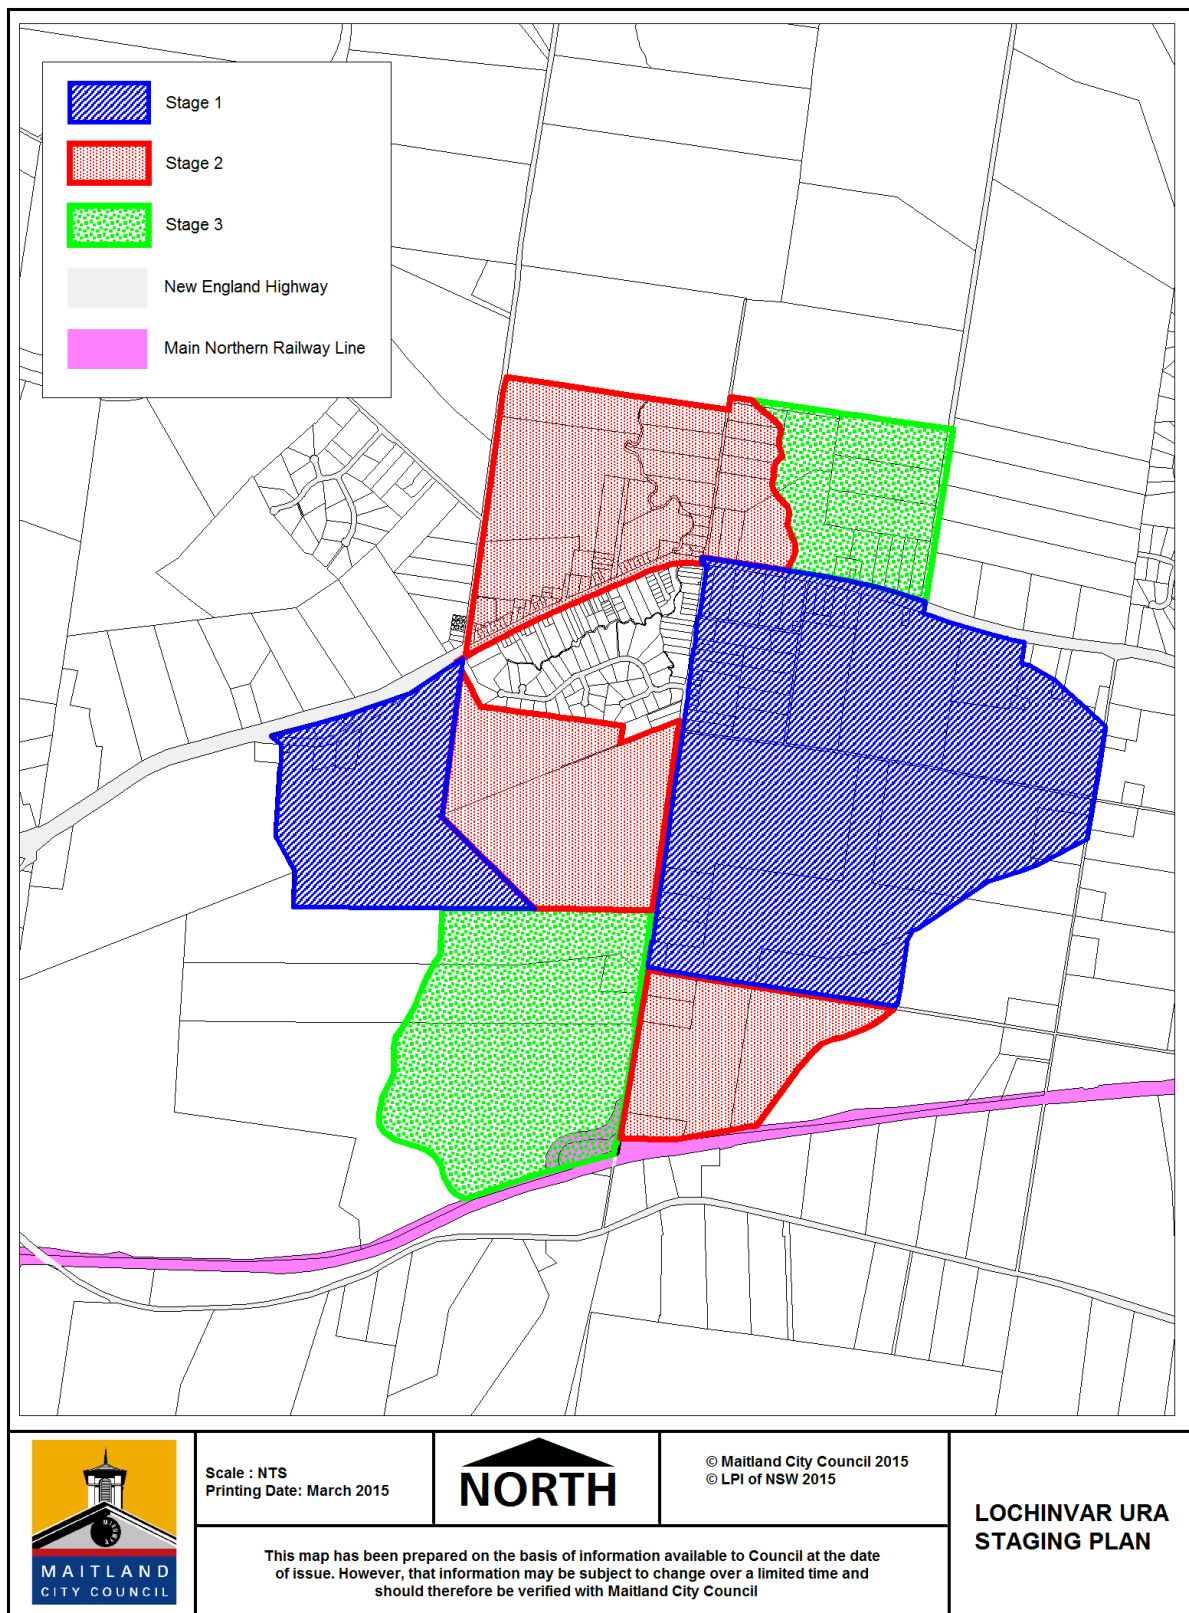 Stage 1
Stage 2
Stage 3
New England Highway
Main Northern Railway Line
MAITLAND
CITY COUNCIL
Scale : NTS
Printing Date: March 2015
NORTH
© Maitland City Council 2015
© LPI of NSW 2015
This map has been prepared on the basis of information available to Council at the date
of issue. However, that information may be subject to change over a limited time and
should therefore be verified with Maitland City Council
LOCHINVAR URA
STAGING PLAN